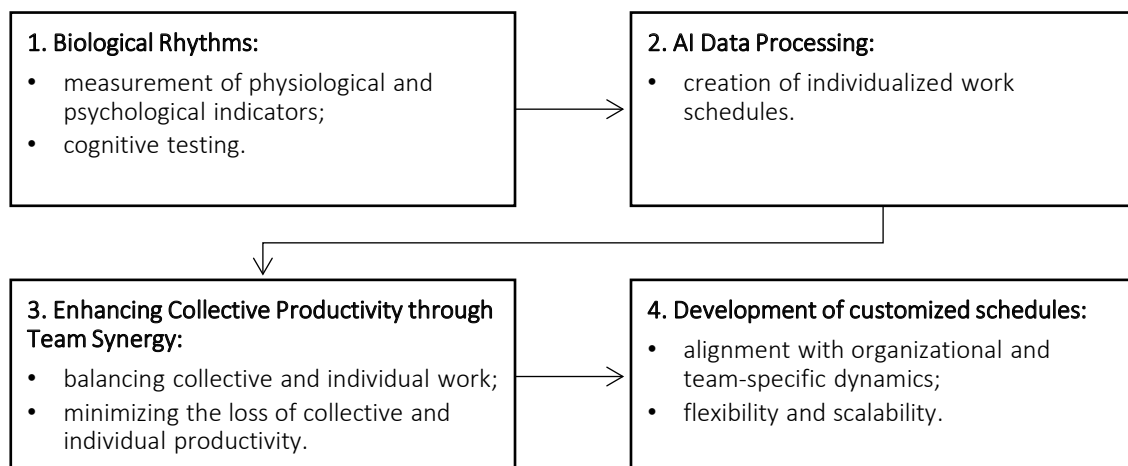 1. Biological Rhythms:
• measurement of physiological and
psychological indicators;
• cognitive testing.
2. AI Data Processing:
• creation of individualized work
schedules.
3. Enhancing Collective Productivity through
Team Synergy:
• balancing collective and individual work;
• minimizing the loss of collective and
individual productivity.
4. Development of customized schedules:
• alignment with organizational and
team-specific dynamics;
• flexibility and scalability.